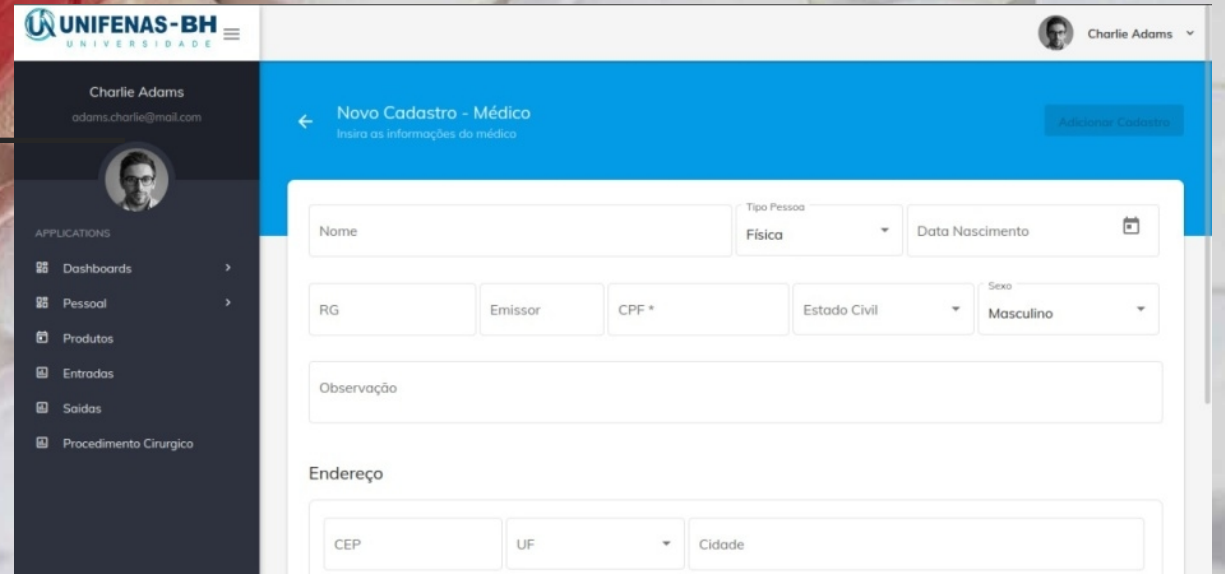 UNIFENAS-BH
UNIVERSIDADE
Charlie Adams
Charlie Adams
adams.charlie@mail.com
Novo Cadastro - Médico
Insira as informações do médico
Adicionar Cadastro
APPLICATIONS
Dashboards
Pessoal
Produtos
Entradas
Saidas
Procedimento Cirurgico
Nome
Tipo Pessoa
Física
Data Nascimento
RG
Emissor
CPF *
Estado Civil
Sexo
Masculino
Observação
Endereço
CEP
UF
Cidade